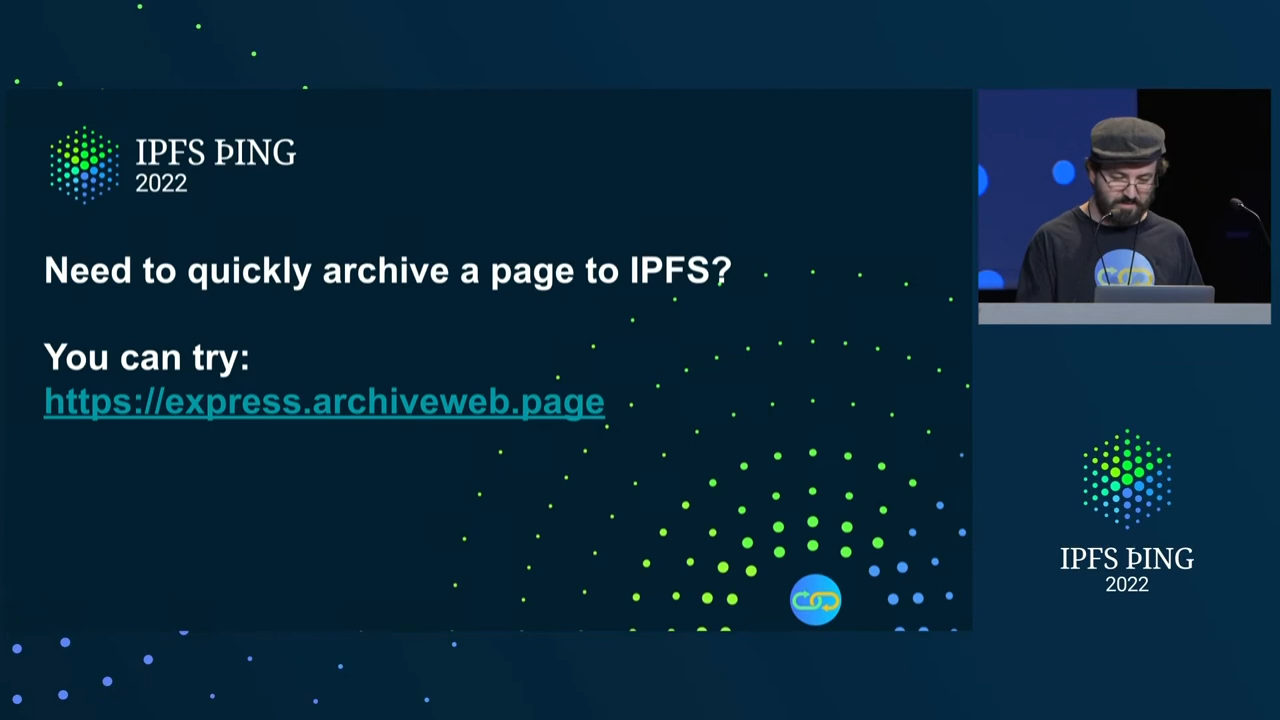 IPFS ÞING
2022
Need to quickly archive a page to IPFS?
You can try:
https://express.archiveweb.page
IPFS ÞING
2022